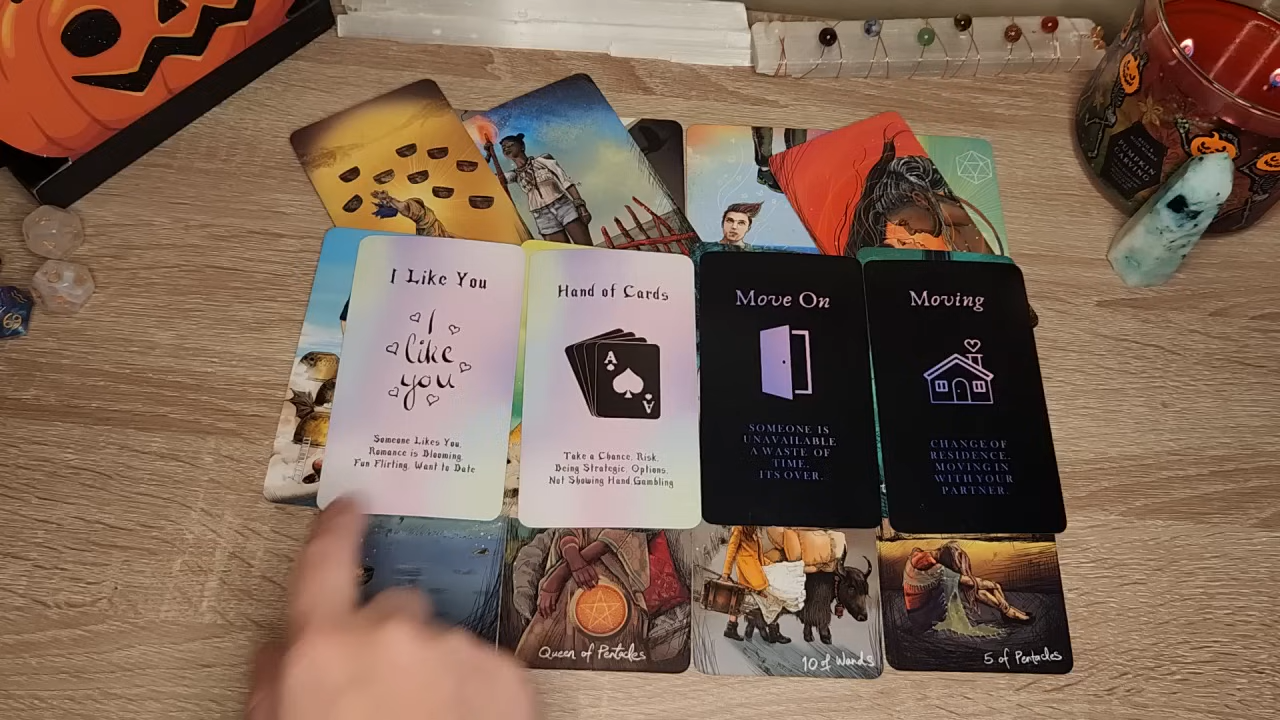 I Like You
I
like
you
Someone Likes You.
Romance is Blooming.
Fun Flirting. Want to Date
Hand of Cards
A
A
Take a Chance. Risk.
Being Strategic. Options.
Not Showing Hand.Gambling
Move On
SOMEONE IS
UNAVAILABLE
A WASTE OF
TIME.
ITS OVER.
Moving
CHANGE OF
RESIDENCE.
MOVING IN
WITH YOUR
PARTNER.
Queen of Pentacles
10 of Wands
5 of Pentacles